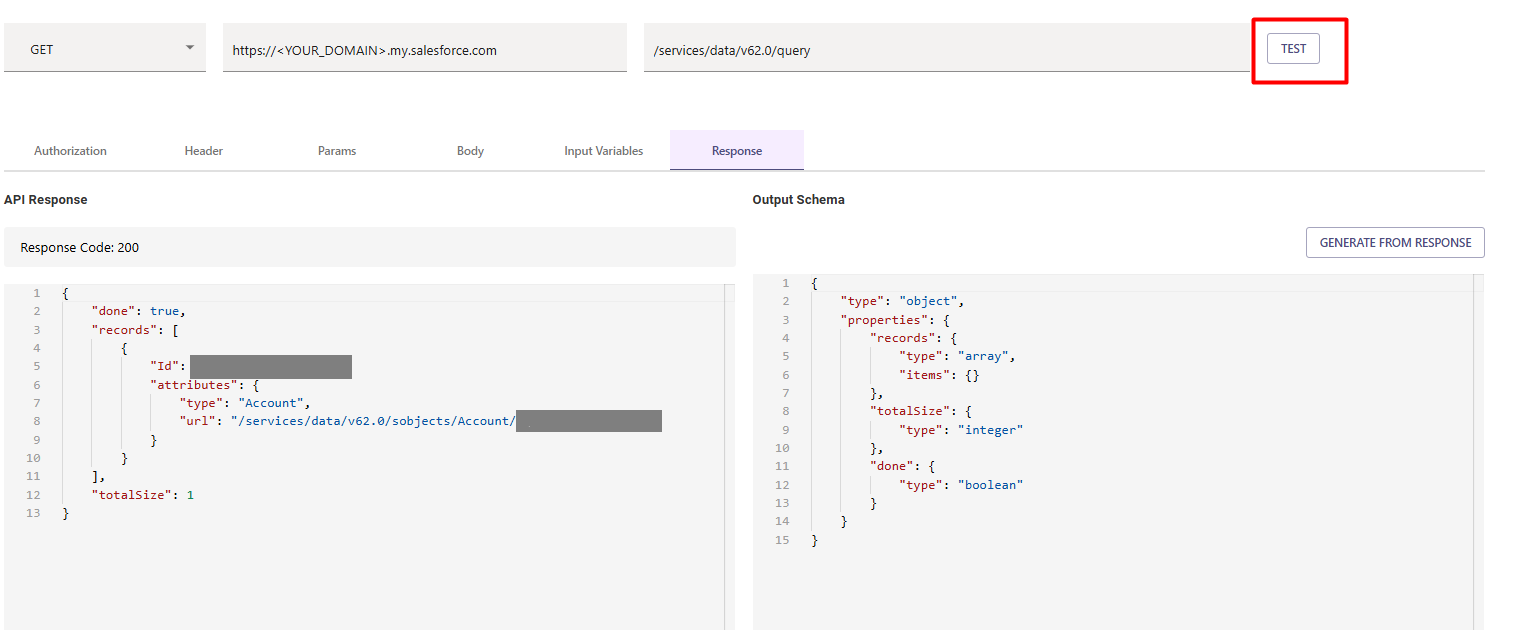 GET https://<YOUR_DOMAIN>.my.salesforce.com /services/data/v62.0/query TEST
Authorization Header Params Body Input Variables Response
API Response
Response Code: 200
1 {
2 "done": true,
3 "records": [
4 {
5 "Id":
6 "attributes": {
7 "type": "Account",
8 "url": "/services/data/v62.0/sobjects/Account/
9 }
10 }
11 ],
12 "totalSize": 1
13 }
Output Schema
GENERATE FROM RESPONSE
1 {
2 "type": "object",
3 "properties": {
4 "records": {
5 "type": "array",
6 "items": {}
7 },
8 "totalSize": {
9 "type": "integer"
10 },
11 "done": {
12 "type": "boolean"
13 }
14 }
15 }